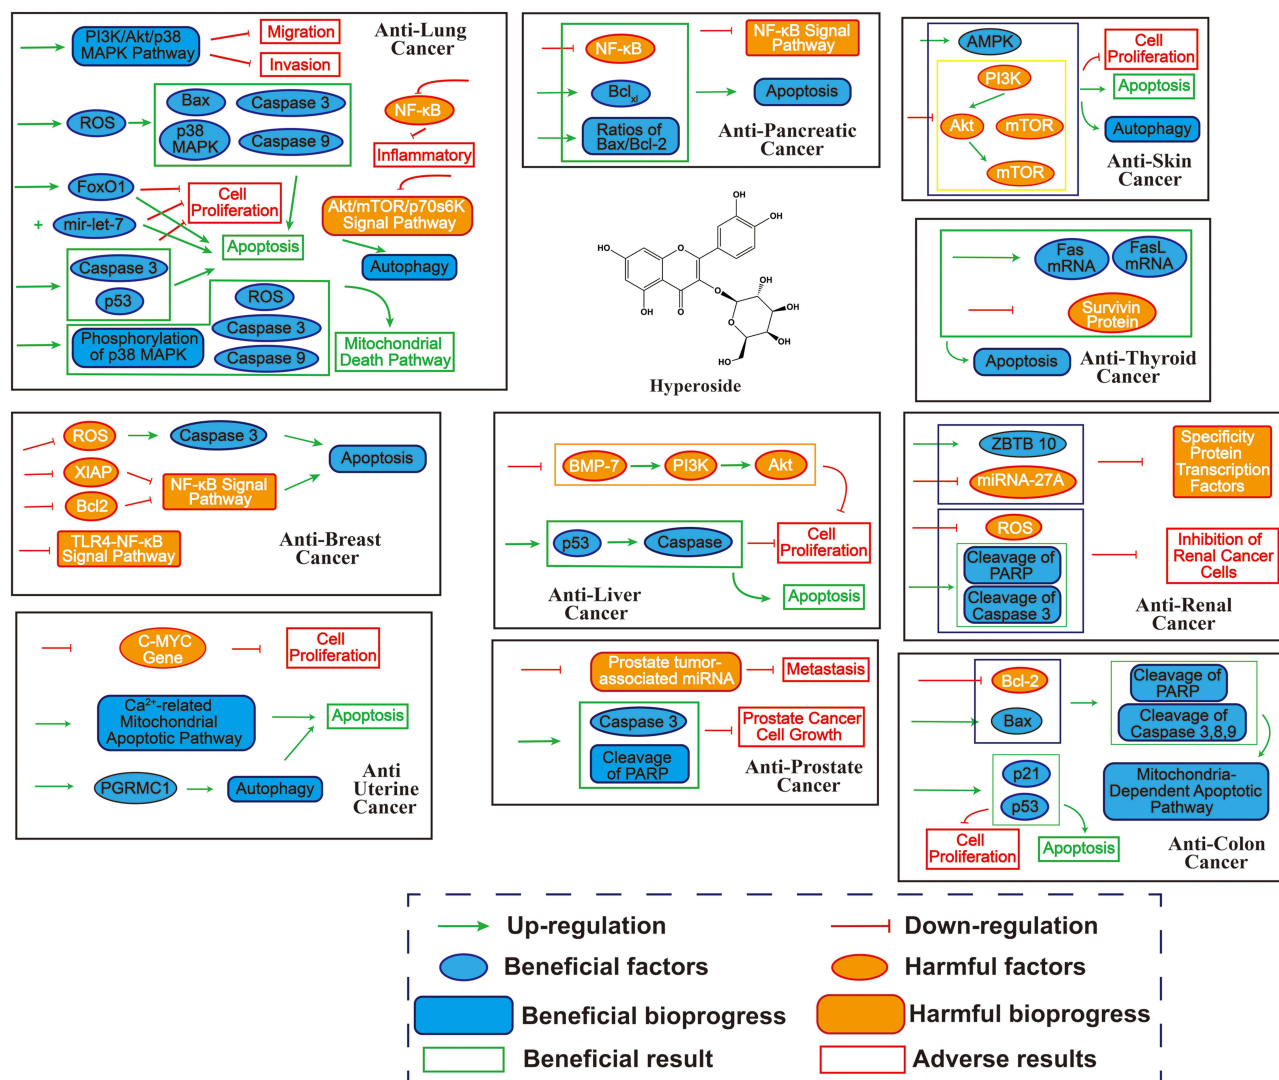 Anti-Lung
Cancer
PI3K/Akt/p38
MAPK Pathway
Migration
Invasion
ROS
Bax
Caspase 3
p38
MAPK
Caspase 9
NF-κB
Inflammatory
Akt/mTOR/p70s6K
Signal Pathway
Autophagy
FoxO1
+ mir-let-7
Cell
Proliferation
Apoptosis
Caspase 3
p53
ROS
Caspase 3
Caspase 9
Phosphorylation
of p38 MAPK
Mitochondrial
Death Pathway
NF-κB
NF-κB Signal
Pathway
Bclxl
Apoptosis
Ratios of
Bax/Bcl-2
Anti-Pancreatic
Cancer
AMPK
Cell
Proliferation
PI3K
Apoptosis
Akt
mTOR
Autophagy
mTOR
Anti-Skin
Cancer
OH
OH
HO
O
OH
O
O
OH
O
OH
OH
HO
Hyperoside
Fas
mRNA
FasL
mRNA
Survivin
Protein
Apoptosis
Anti-Thyroid
Cancer
ROS
Caspase 3
Apoptosis
XIAP
Bcl2
NF-κB Signal
Pathway
TLR4-NF-κB
Signal Pathway
Anti-Breast
Cancer
BMP-7
PI3K
Akt
p53
Caspase
Cell
Proliferation
Apoptosis
Anti-Liver
Cancer
ZBTB 10
miRNA-27A
Specificity
Protein
Transcription
Factors
ROS
Cleavage of
PARP
Cleavage of
Caspase 3
Inhibition of
Renal Cancer
Cells
Anti-Renal
Cancer
C-MYC
Gene
Cell
Proliferation
Ca2+-related
Mitochondrial
Apoptotic Pathway
Apoptosis
PGRMC1
Autophagy
Anti
Uterine
Cancer
Prostate tumor-
associated miRNA
Metastasis
Caspase 3
Cleavage
of PARP
Prostate Cancer
Cell Growth
Anti-Prostate
Cancer
Bcl-2
Bax
Cleavage of
PARP
Cleavage of
Caspase 3,8,9
p21
p53
Mitochondria-
Dependent Apoptotic
Pathway
Cell
Proliferation
Apoptosis
Anti-Colon
Cancer
Up-regulation
Down-regulation
Beneficial factors
Harmful factors
Beneficial bioprogress
Harmful bioprogress
Beneficial result
Adverse results